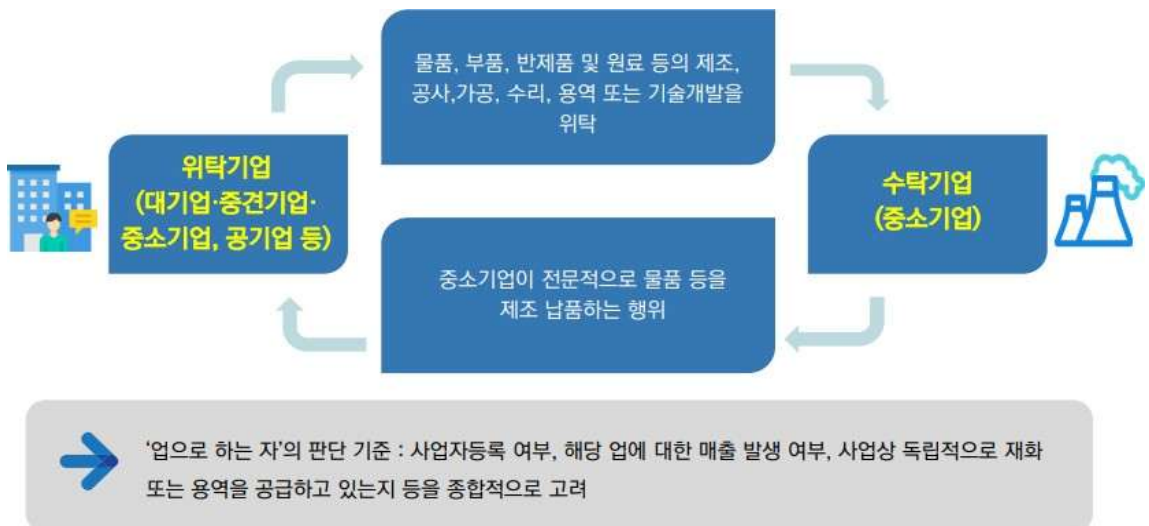 물품, 부품, 반제품 및 원료 등의 제조,
공사,가공, 수리, 용역 또는 기술개발을
위탁
위탁기업
(대기업·중견기업·
중소기업, 공기업 등)
수탁기업
(중소기업)
중소기업이 전문적으로 물품 등을
제조 납품하는 행위
‘업으로 하는 자’의 판단 기준 : 사업자등록 여부, 해당 업에 대한 매출 발생 여부, 사업상 독립적으로 재화
또는 용역을 공급하고 있는지 등을 종합적으로 고려